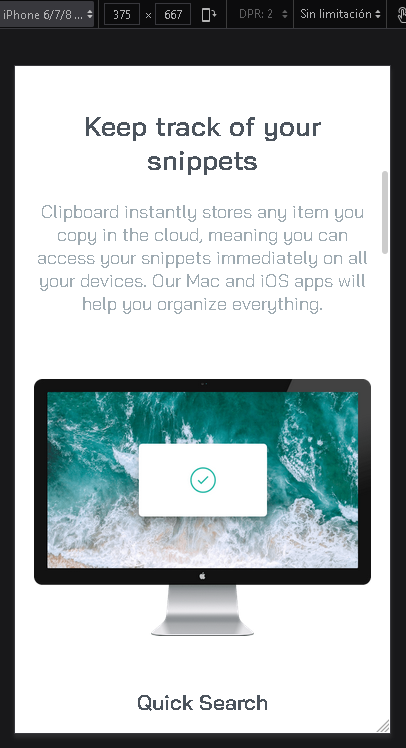 iPhone 6/7/8 ... 375 × 667 DPR: 2 Sin limitación
Keep track of your
snippets
Clipboard instantly stores any item you
copy in the cloud, meaning you can
access your snippets immediately on all
your devices. Our Mac and iOS apps will
help you organize everything.
Quick Search